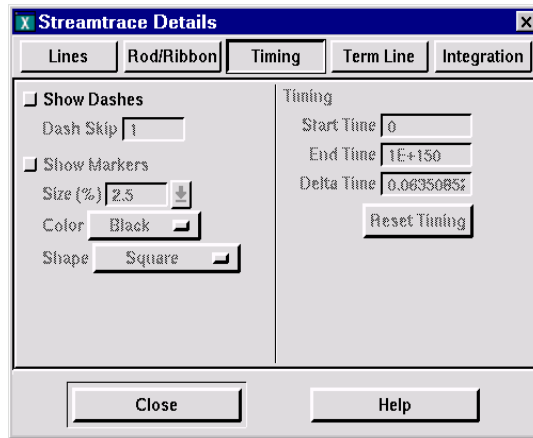 Streamtrace Details
Lines Rod/Ribbon Timing Term Line Integration
Show Dashes
Dash Skip 1
Show Markers
Size (%) 2.5
Color Black
Shape Square
Timing
Start Time 0
End Time 1E+150
Delta Time
Reset Timing
Close Help